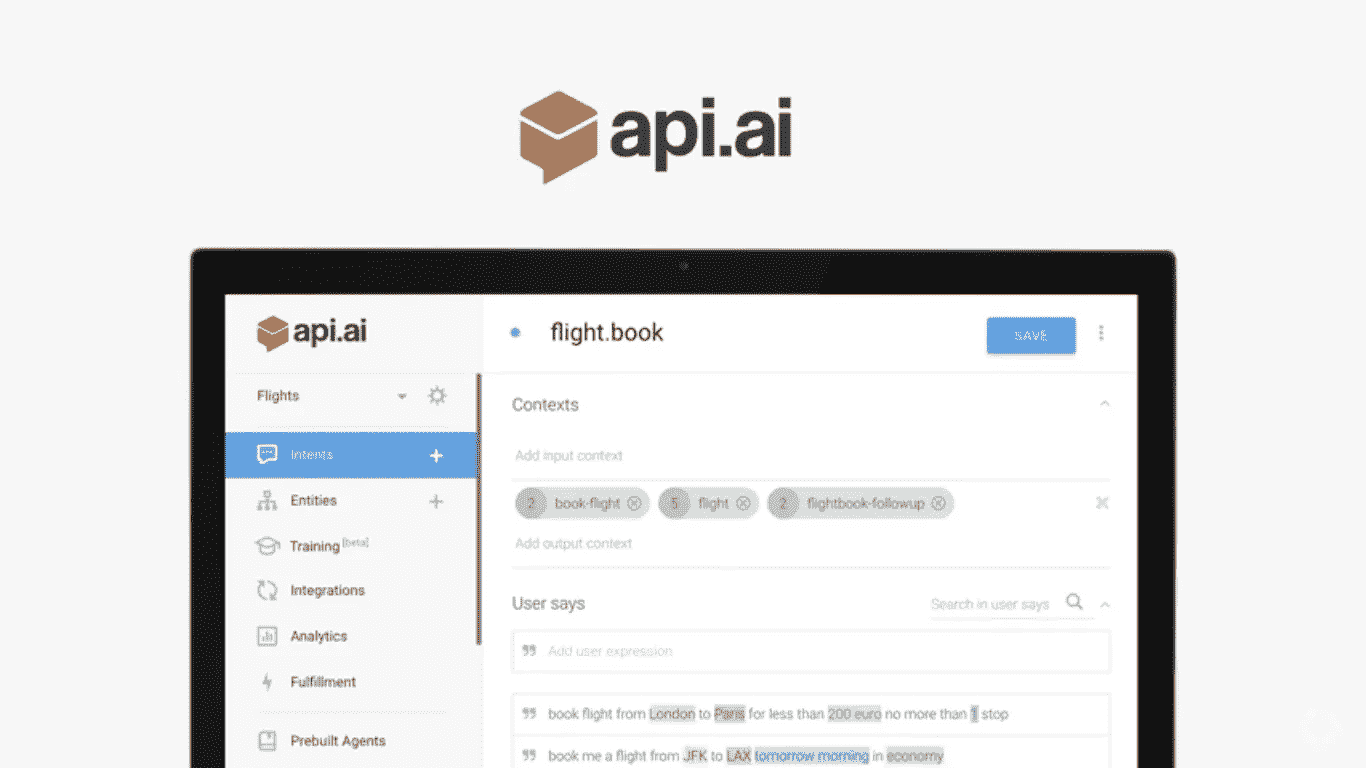 api.ai
api.ai
flight.book
SAVE
Flights
Intents
Entities
Training [beta]
Integrations
Analytics
Fulfillment
Prebuilt Agents
Contexts
Add input context
2 book-flight 5 flight 2 flightbook-followup
Add output context
User says
Search in user says
Add user expression
book flight from London to Paris for less than 200 euro no more than 1 stop
book me a flight from JFK to LAX tomorrow morning in economy